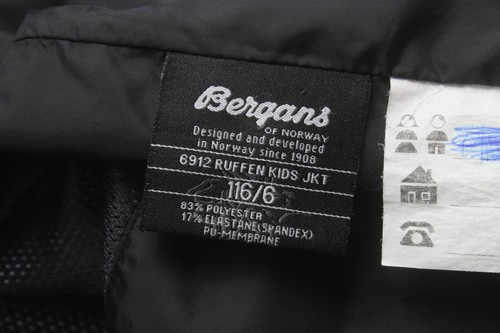 Bergans
OF NORWAY
Designed and developed
in Norway since 1908
6912 RUFFEN KIDS JKT
116/6
83% POLYESTER
17% ELASTANE(SPANDEX)
PU-MEMBRANE